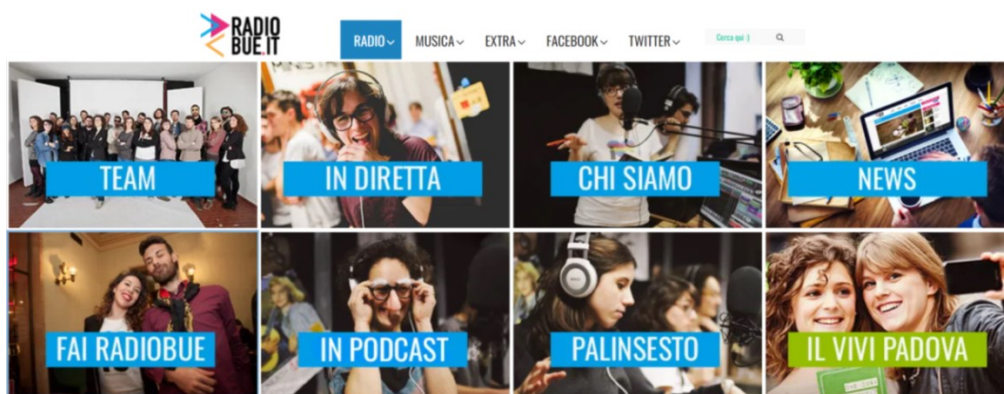 RADIO
BUE.IT
RADIO
MUSICA
EXTRA
FACEBOOK
TWITTER
Cerca qui :)
TEAM
IN DIRETTA
CHI SIAMO
NEWS
FAI RADIOBUE
IN PODCAST
PALINSESTO
IL VIVI PADOVA